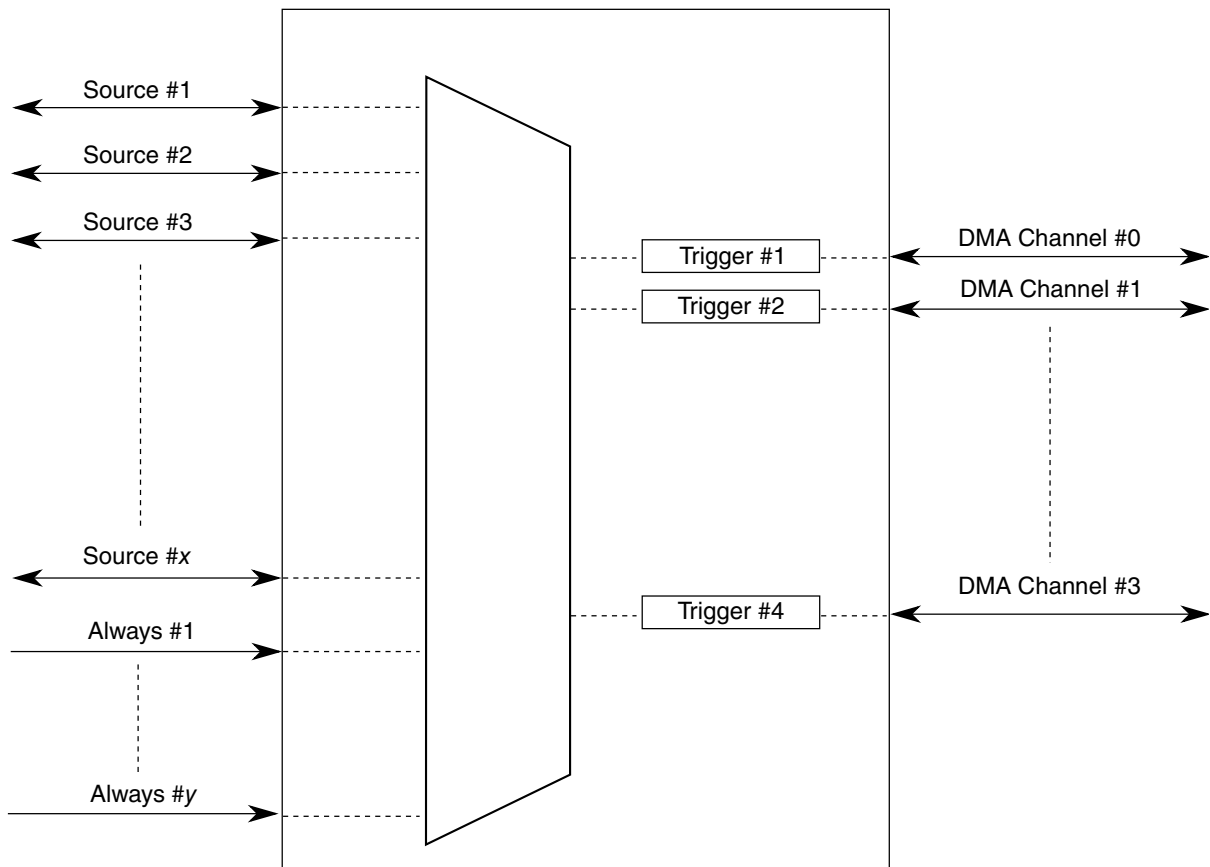 Source #1
Source #2
Source #3
Source #x
Always #1
Always #y
Trigger #1
Trigger #2
Trigger #4
DMA Channel #0
DMA Channel #1
DMA Channel #3